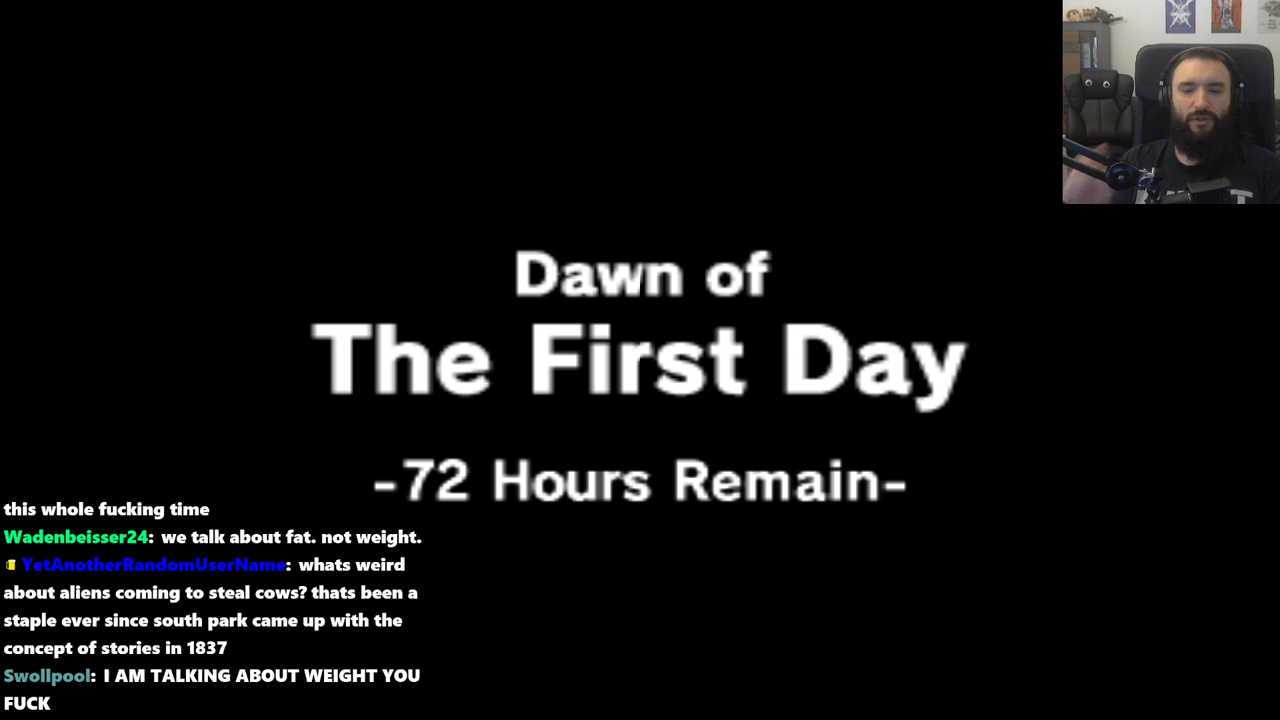 Dawn of
The First Day
-72 Hours Remain-
this whole fucking time
Wadenbeisser24: we talk about fat. not weight.
YetAnotherRandomUserName: whats weird
about aliens coming to steal cows? thats been a
staple ever since south park came up with the
concept of stories in 1837
Swollpool: I AM TALKING ABOUT WEIGHT YOU
FUCK